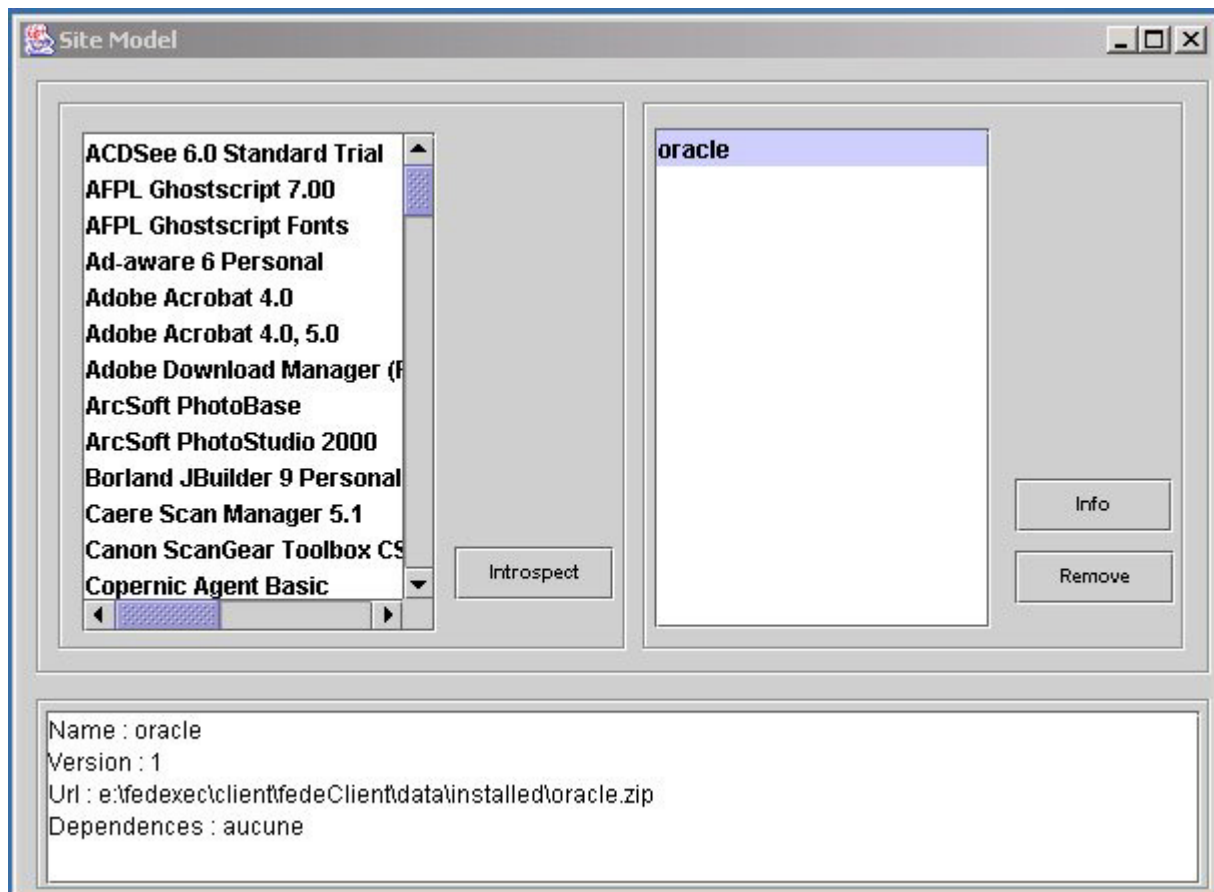 Site Model
ACDSee 6.0 Standard Trial
AFPL Ghostscript 7.00
AFPL Ghostscript Fonts
Ad-aware 6 Personal
Adobe Acrobat 4.0
Adobe Acrobat 4.0, 5.0
Adobe Download Manager (
ArcSoft PhotoBase
ArcSoft PhotoStudio 2000
Borland JBuilder 9 Personal
Caere Scan Manager 5.1
Canon ScanGear Toolbox CS
Copernic Agent Basic
Introspect
oracle
Info
Remove
Name : oracle
Version : 1
Url : e:\fedexec\client\fedeClient\data\installed\oracle.zip
Dependences : aucune